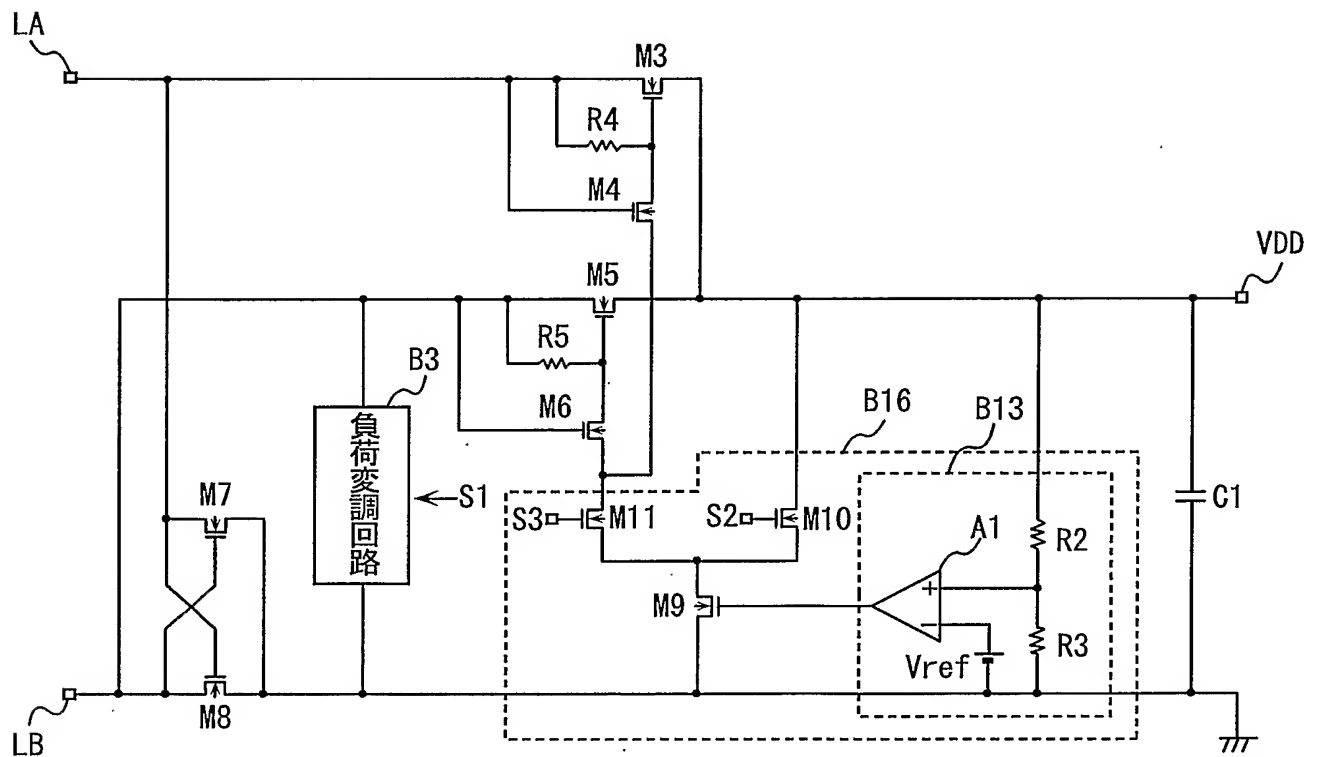 LA
M3
R4
M4
VDD
M5
R5
B3
M6
B16
B13
負荷変調回路
M7
S1
S3
M11
S2
M10
A1
R2
C1
M9
+
−
R3
Vref
M8
LB